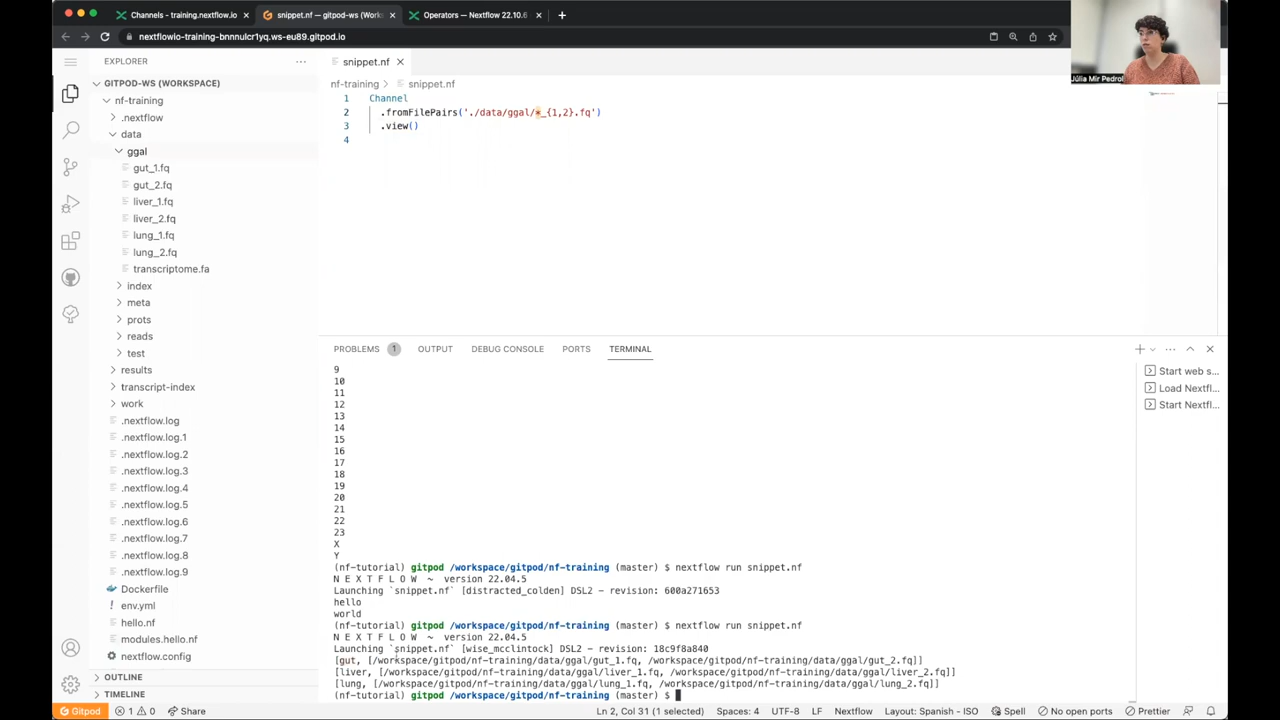 Channels - training.nextflow.io
snippet.nf — gitpod-ws (Work
Operators — Nextflow 22.10.6
nextflowio-training-bnnnulcr1yq.ws-eu89.gitpod.io
Júlia Mir Pedrol
EXPLORER
GITPOD-WS (WORKSPACE)
nf-training
.nextflow
data
ggal
gut_1.fq
gut_2.fq
liver_1.fq
liver_2.fq
lung_1.fq
lung_2.fq
transcriptome.fa
index
meta
prots
reads
test
results
transcript-index
work
.nextflow.log
.nextflow.log.1
.nextflow.log.2
.nextflow.log.3
.nextflow.log.4
.nextflow.log.5
.nextflow.log.6
.nextflow.log.7
.nextflow.log.8
.nextflow.log.9
Dockerfile
env.yml
hello.nf
modules.hello.nf
nextflow.config
OUTLINE
TIMELINE
snippet.nf
nf-training > snippet.nf
1 Channel
2 .fromFilePairs('./data/ggal/*_{1,2}.fq')
3 .view()
4
PROBLEMS 1 OUTPUT DEBUG CONSOLE PORTS TERMINAL
9
10
11
12
13
14
15
16
17
18
19
20
21
22
23
X
Y
(nf-tutorial) gitpod /workspace/gitpod/nf-training (master) $ nextflow run snippet.nf
N E X T F L O W ~ version 22.04.5
Launching `snippet.nf` [distracted_colden] DSL2 - revision: 600a271653
hello
world
(nf-tutorial) gitpod /workspace/gitpod/nf-training (master) $ nextflow run snippet.nf
N E X T F L O W ~ version 22.04.5
Launching `snippet.nf` [wise_mcclintock] DSL2 - revision: 18c9f8a840
[gut, [/workspace/gitpod/nf-training/data/ggal/gut_1.fq, /workspace/gitpod/nf-training/data/ggal/gut_2.fq]]
[liver, [/workspace/gitpod/nf-training/data/ggal/liver_1.fq, /workspace/gitpod/nf-training/data/ggal/liver_2.fq]]
[lung, [/workspace/gitpod/nf-training/data/ggal/lung_1.fq, /workspace/gitpod/nf-training/data/ggal/lung_2.fq]]
(nf-tutorial) gitpod /workspace/gitpod/nf-training (master) $
Start web s...
Load Nextfl...
Start Nextfl...
Gitpod 1 0 Share
Ln 2, Col 31 (1 selected) Spaces: 4 UTF-8 LF Nextflow Layout: Spanish - ISO Spell No open ports Prettier